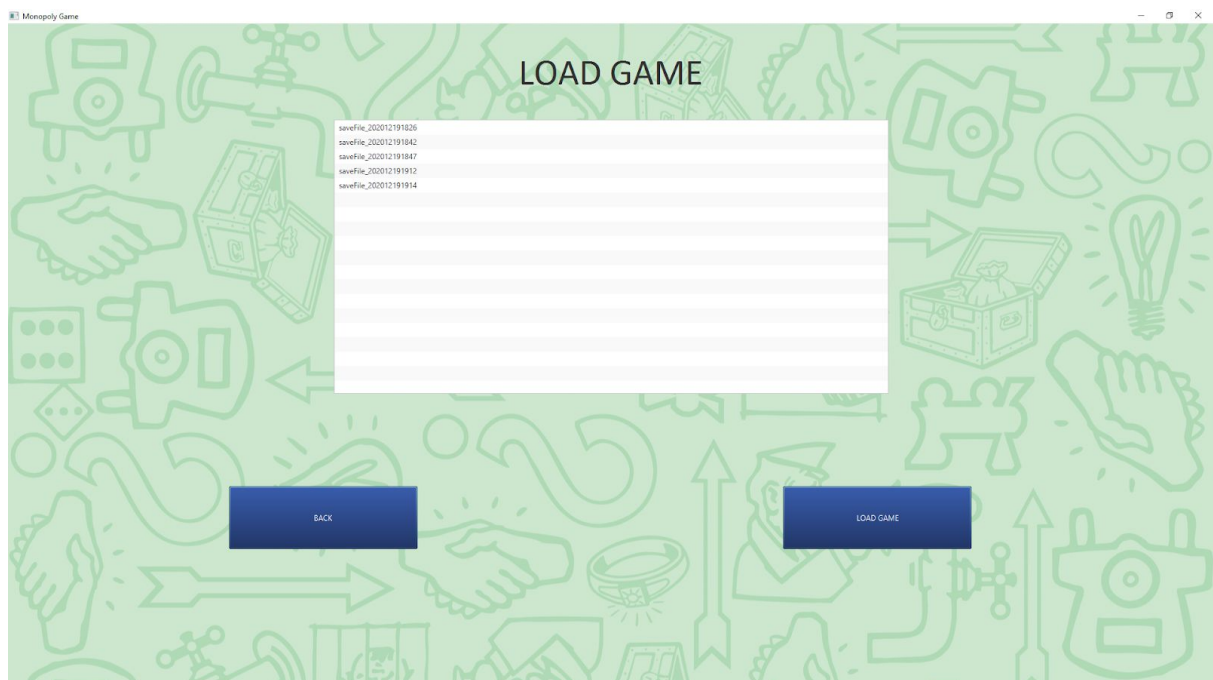 Monopoly Game
LOAD GAME
saveFile_202012191826
saveFile_202012191842
saveFile_202012191847
saveFile_202012191912
saveFile_202012191914
BACK
LOAD GAME